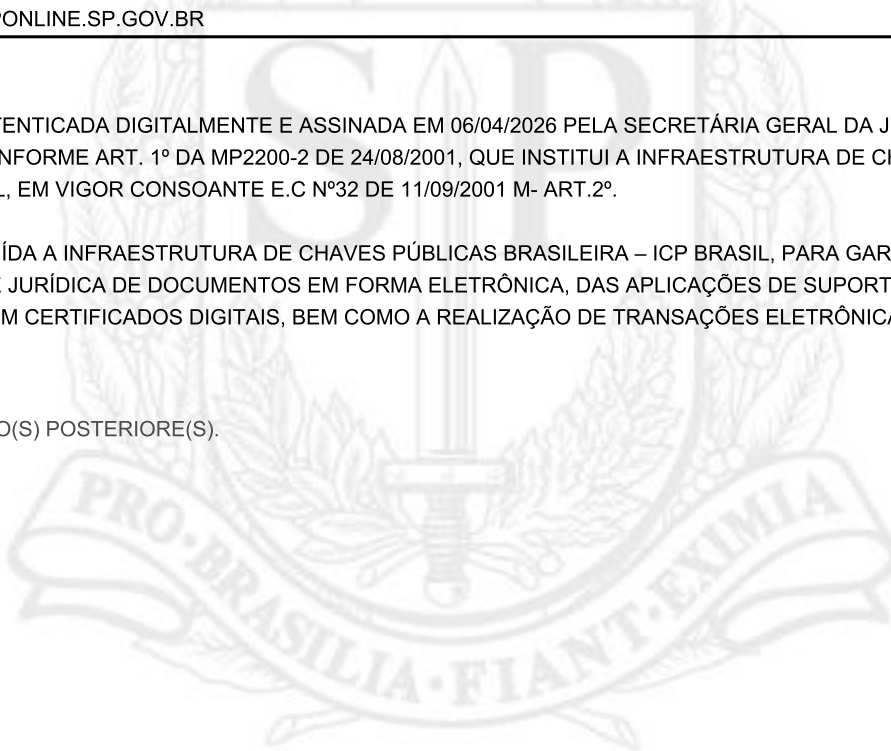 PONLINE.SP.GOV.BR
TENTICADA DIGITALMENTE E ASSINADA EM 06/04/2026 PELA SECRETÁRIA GERAL DA J
NFORME ART. 1º DA MP2200-2 DE 24/08/2001, QUE INSTITUI A INFRAESTRUTURA DE CH
L, EM VIGOR CONSOANTE E.C Nº32 DE 11/09/2001 M- ART.2º.
ÍDA A INFRAESTRUTURA DE CHAVES PÚBLICAS BRASILEIRA – ICP BRASIL, PARA GAR
E JURÍDICA DE DOCUMENTOS EM FORMA ELETRÔNICA, DAS APLICAÇÕES DE SUPORT
M CERTIFICADOS DIGITAIS, BEM COMO A REALIZAÇÃO DE TRANSAÇÕES ELETRÔNICA
O(S) POSTERIORE(S).
SP
PRO·BRASILIA·FIANT·EXIMIA